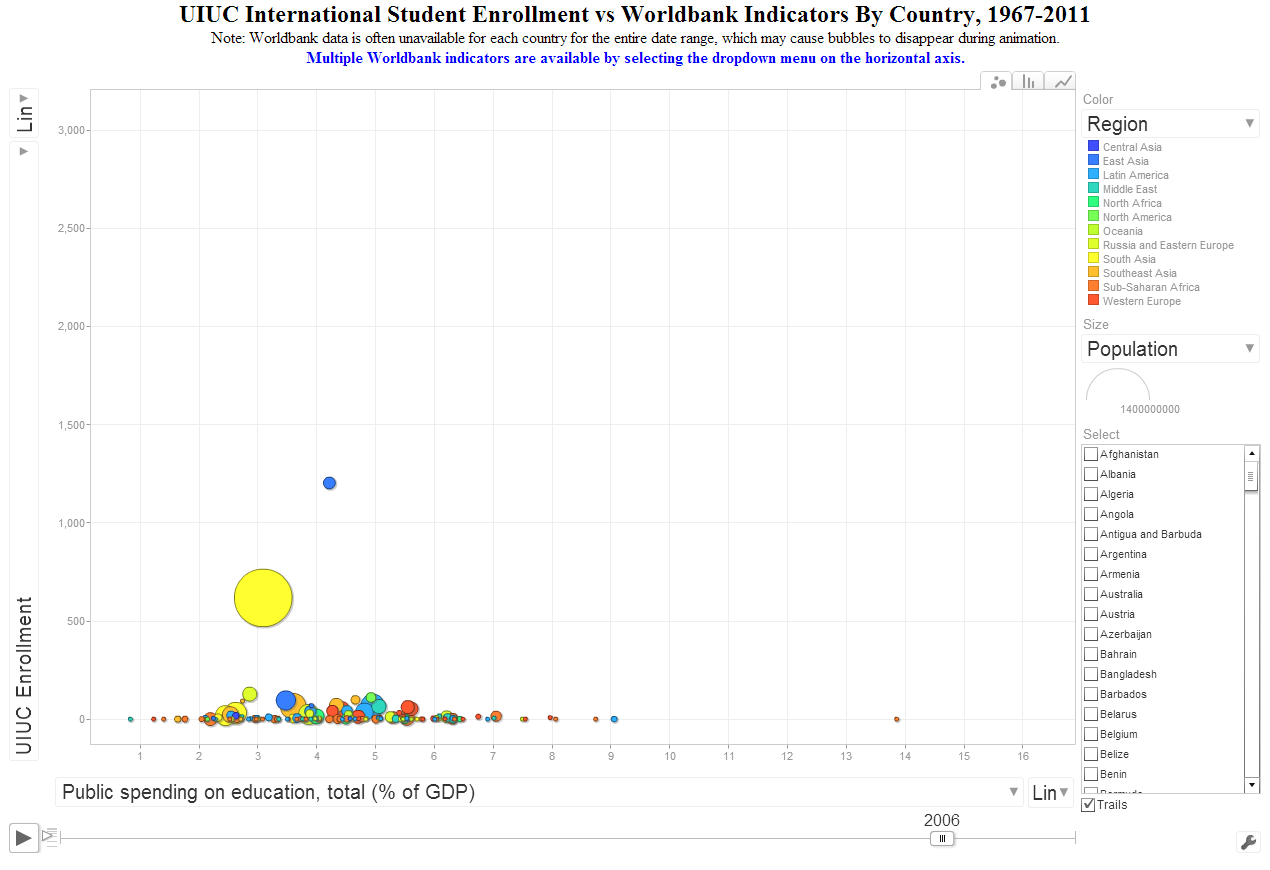 UIUC International Student Enrollment vs Worldbank Indicators By Country, 1967-2011
Note: Worldbank data is often unavailable for each country for the entire date range, which may cause bubbles to disappear during animation.
Multiple Worldbank indicators are available by selecting the dropdown menu on the horizontal axis.
Lin
UIUC Enrollment
3,000
2,500
2,000
1,500
1,000
500
0
1 2 3 4 5 6 7 8 9 10 11 12 13 14 15 16
Public spending on education, total (% of GDP)
Lin
2006
Color
Region
Central Asia
East Asia
Latin America
Middle East
North Africa
North America
Oceania
Russia and Eastern Europe
South Asia
Southeast Asia
Sub-Saharan Africa
Western Europe
Size
Population
1400000000
Select
Afghanistan
Albania
Algeria
Angola
Antigua and Barbuda
Argentina
Armenia
Australia
Austria
Azerbaijan
Bahrain
Bangladesh
Barbados
Belarus
Belgium
Belize
Benin
Trails